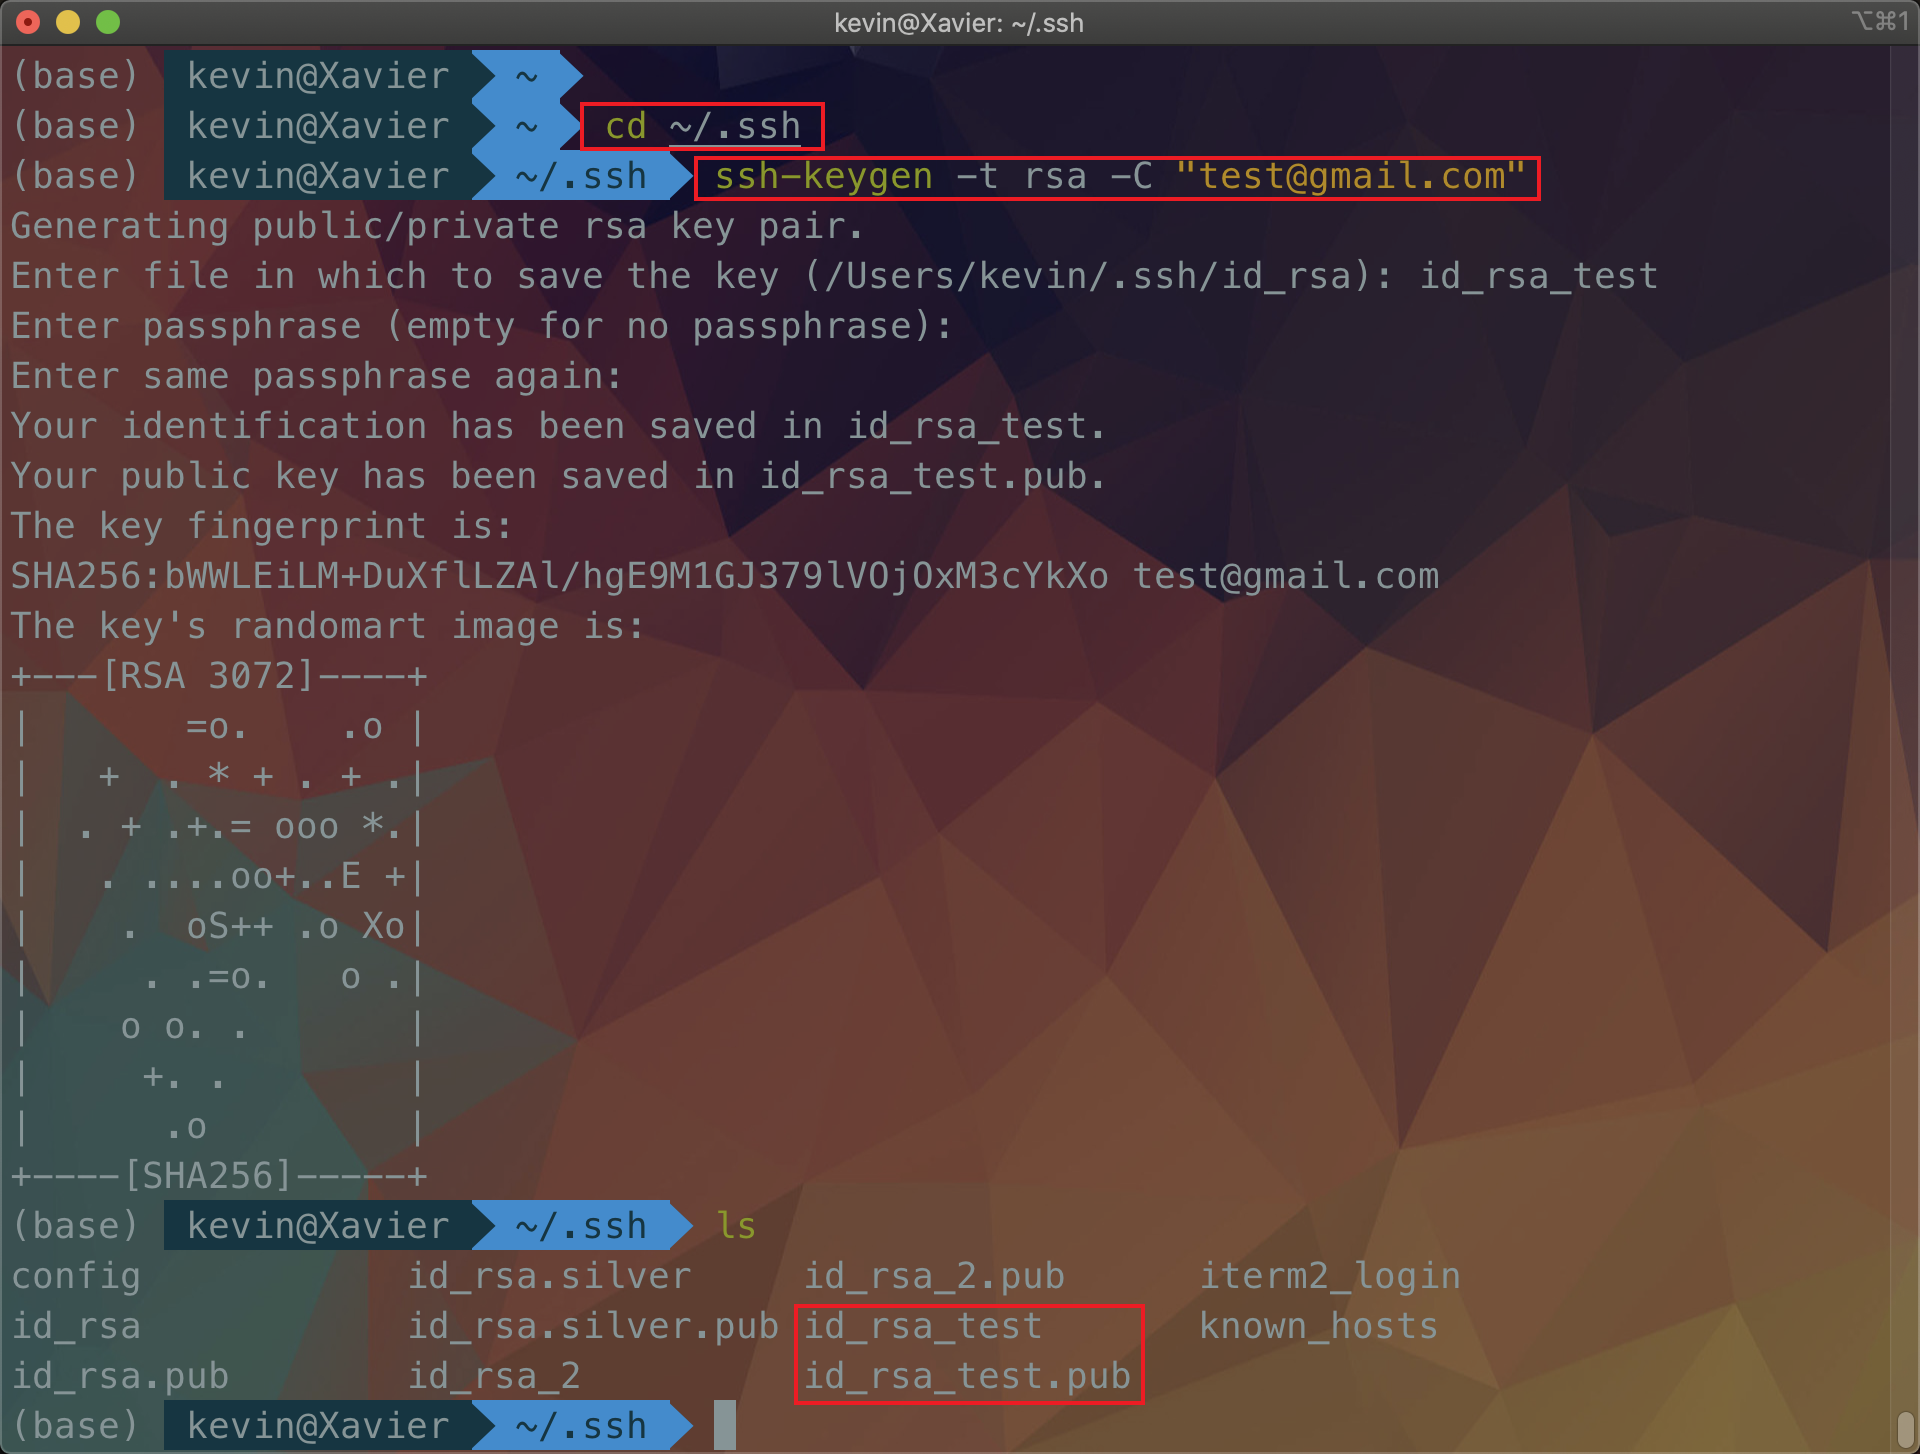 kevin@Xavier: ~/.ssh ⌥⌘1
(base) kevin@Xavier ~
(base) kevin@Xavier ~ cd ~/.ssh
(base) kevin@Xavier ~/.ssh ssh-keygen -t rsa -C "test@gmail.com"
Generating public/private rsa key pair.
Enter file in which to save the key (/Users/kevin/.ssh/id_rsa): id_rsa_test
Enter passphrase (empty for no passphrase):
Enter same passphrase again:
Your identification has been saved in id_rsa_test.
Your public key has been saved in id_rsa_test.pub.
The key fingerprint is:
SHA256:bWWLEiLM+DuXflLZAl/hgE9M1GJ379lVOjOxM3cYkXo test@gmail.com
The key's randomart image is:
+---[RSA 3072]----+
|       =o.    .o |
|   +  . * + . + .|
|  . + .+.= ooo *.|
|   . ....oo+..E +|
|    .  oS++ .o Xo|
|     . .=o.   o .|
|    o o. .       |
|     +. .        |
|      .o         |
+----[SHA256]-----+
(base) kevin@Xavier ~/.ssh ls
config id_rsa.silver id_rsa_2.pub iterm2_login
id_rsa id_rsa.silver.pub id_rsa_test known_hosts
id_rsa.pub id_rsa_2 id_rsa_test.pub
(base) kevin@Xavier ~/.ssh